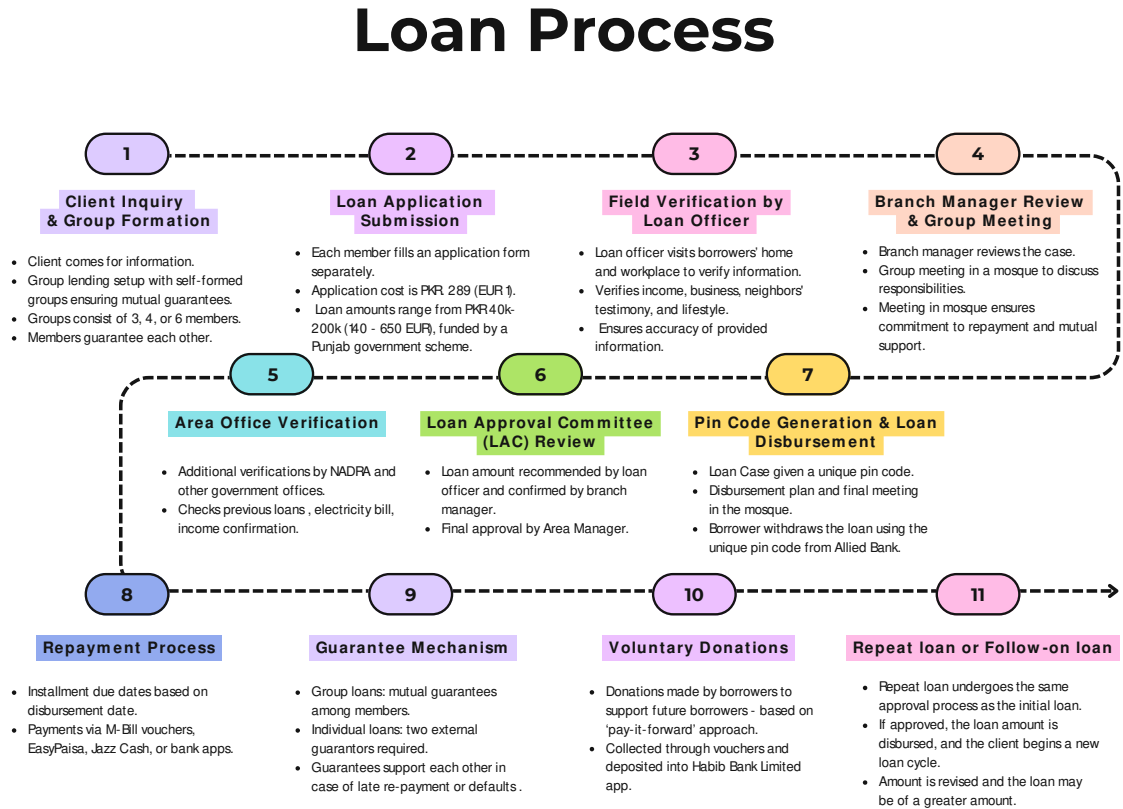 Loan Process
1
2
3
4
Client Inquiry
& Group Formation
Client comes for information.
Group lending setup with self-formed
groups ensuring mutual guarantees.
Groups consist of 3, 4, or 6 members.
Members guarantee each other.
Loan Application
Submission
Each member fills an application form
separately.
Application cost is PKR. 289 (EUR 1).
Loan amounts range from PKR 40k-
200k (140 - 650 EUR), funded by a
Punjab government scheme.
Field Verification by
Loan Officer
Loan officer visits borrowers' home
and workplace to verify information.
Verifies income, business, neighbors'
testimony, and lifestyle.
Ensures accuracy of provided
information.
Branch Manager Review
& Group Meeting
Branch manager reviews the case.
Group meeting in a mosque to discuss
responsibilities.
Meeting in mosque ensures
commitment to repayment and mutual
support.
5
6
7
Area Office Verification
Additional verifications by NADRA and
other government offices.
Checks previous loans , electricity bill,
income confirmation.
Loan Approval Committee
(LAC) Review
Loan amount recommended by loan
officer and confirmed by branch
manager.
Final approval by Area Manager.
Pin Code Generation & Loan
Disbursement
Loan Case given a unique pin code.
Disbursement plan and final meeting
in the mosque.
Borrower withdraws the loan using the
unique pin code from Allied Bank.
8
9
10
11
Repayment Process
Installment due dates based on
disbursement date.
Payments via M-Bill vouchers,
EasyPaisa, Jazz Cash, or bank apps.
Guarantee Mechanism
Group loans: mutual guarantees
among members.
Individual loans: two external
guarantors required.
Guarantees support each other in
case of late re-payment or defaults .
Voluntary Donations
Donations made by borrowers to
support future borrowers - based on
'pay-it-forward' approach.
Collected through vouchers and
deposited into Habib Bank Limited
app.
Repeat loan or Follow-on loan
Repeat loan undergoes the same
approval process as the initial loan.
If approved, the loan amount is
disbursed, and the client begins a new
loan cycle.
Amount is revised and the loan may
be of a greater amount.